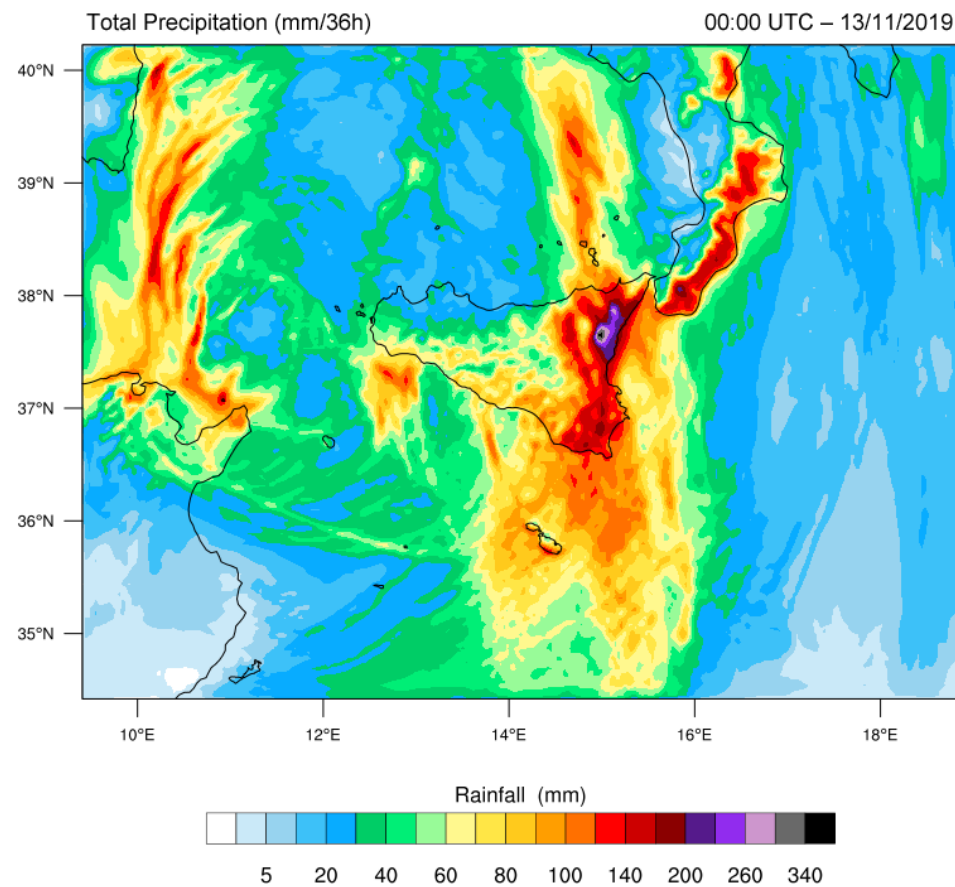 Total Precipitation (mm/36h) 00:00 UTC – 13/11/2019
40°N
39°N
38°N
37°N
36°N
35°N
10°E 12°E 14°E 16°E 18°E
Rainfall (mm)
5 20 40 60 80 100 140 200 260 340